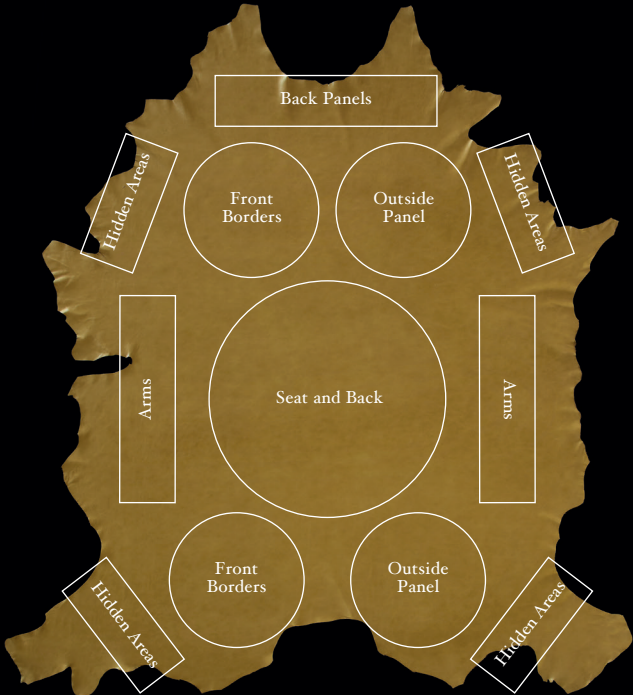 Back Panels
Hidden Areas
Hidden Areas
Front
Borders
Outside
Panel
Arms
Seat and Back
Arms
Front
Borders
Outside
Panel
Hidden Areas
Hidden Areas